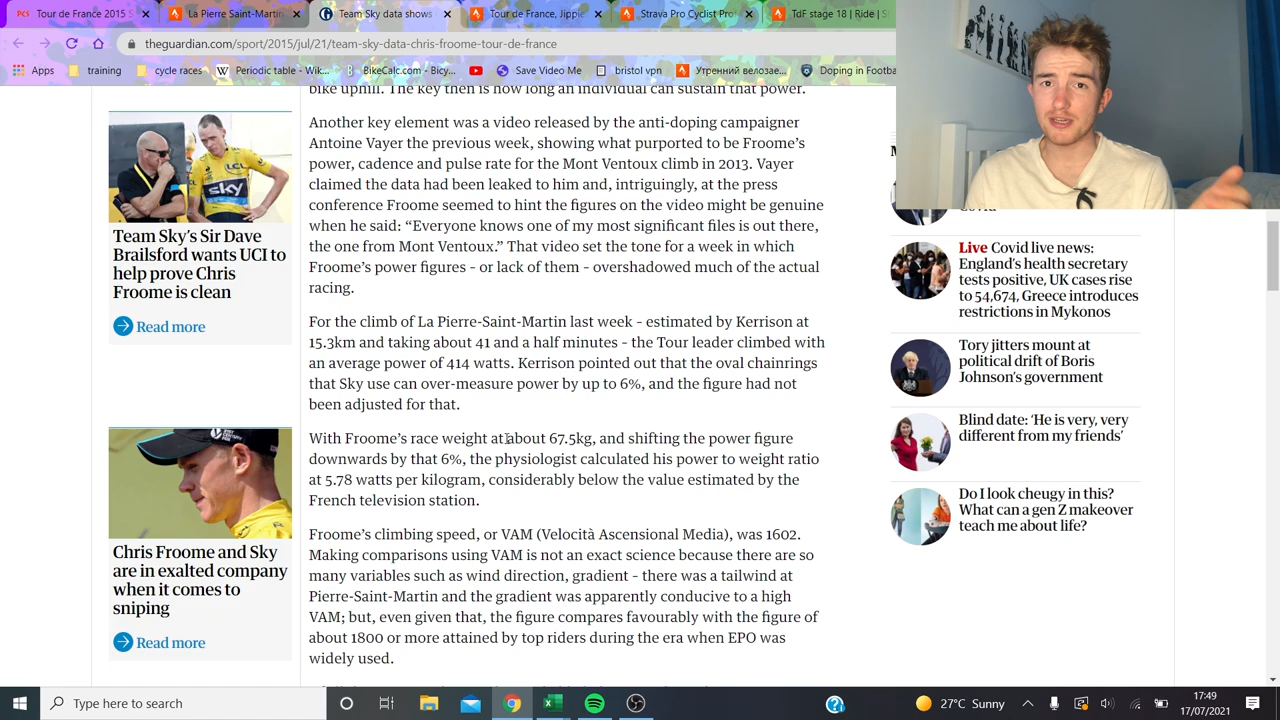 Tour de France 2015 S
La Pierre Saint-Martin
Team Sky data shows
Tour de France, Jippie
Strava Pro Cyclist Prof
TdF stage 18 | Ride | S
theguardian.com/sport/2015/jul/21/team-sky-data-chris-froome-tour-de-france
Apps training cycle races Periodic table - Wik... BikeCalc.com - Bicy... Save Video Me bristol vpn Утренний велозае... Doping in Footba
bike uphill. The key then is how long an individual can sustain that power.
Another key element was a video released by the anti-doping campaigner
Antoine Vayer the previous week, showing what purported to be Froome's
power, cadence and pulse rate for the Mont Ventoux climb in 2013. Vayer
claimed the data had been leaked to him and, intriguingly, at the press
conference Froome seemed to hint the figures on the video might be genuine
when he said: “Everyone knows one of my most significant files is out there,
the one from Mont Ventoux.” That video set the tone for a week in which
Froome's power figures – or lack of them – overshadowed much of the actual
racing.
For the climb of La Pierre-Saint-Martin last week – estimated by Kerrison at
15.3km and taking about 41 and a half minutes – the Tour leader climbed with
an average power of 414 watts. Kerrison pointed out that the oval chainrings
that Sky use can over-measure power by up to 6%, and the figure had not
been adjusted for that.
With Froome's race weight at about 67.5kg, and shifting the power figure
downwards by that 6%, the physiologist calculated his power to weight ratio
at 5.78 watts per kilogram, considerably below the value estimated by the
French television station.
Froome's climbing speed, or VAM (Velocità Ascensional Media), was 1602.
Making comparisons using VAM is not an exact science because there are so
many variables such as wind direction, gradient – there was a tailwind at
Pierre-Saint-Martin and the gradient was apparently conducive to a high
VAM; but, even given that, the figure compares favourably with the figure of
about 1800 or more attained by top riders during the era when EPO was
widely used.
sky
Team Sky's Sir Dave
Brailsford wants UCI to
help prove Chris
Froome is clean
Read more
Chris Froome and Sky
are in exalted company
when it comes to
sniping
Read more
Live Covid live news:
England's health secretary
tests positive, UK cases rise
to 54,674, Greece introduces
restrictions in Mykonos
Tory jitters mount at
political drift of Boris
Johnson's government
Blind date: ‘He is very, very
different from my friends’
Do I look cheugy in this?
What can a gen Z makeover
teach me about life?
Type here to search
27°C Sunny
17:49
17/07/2021